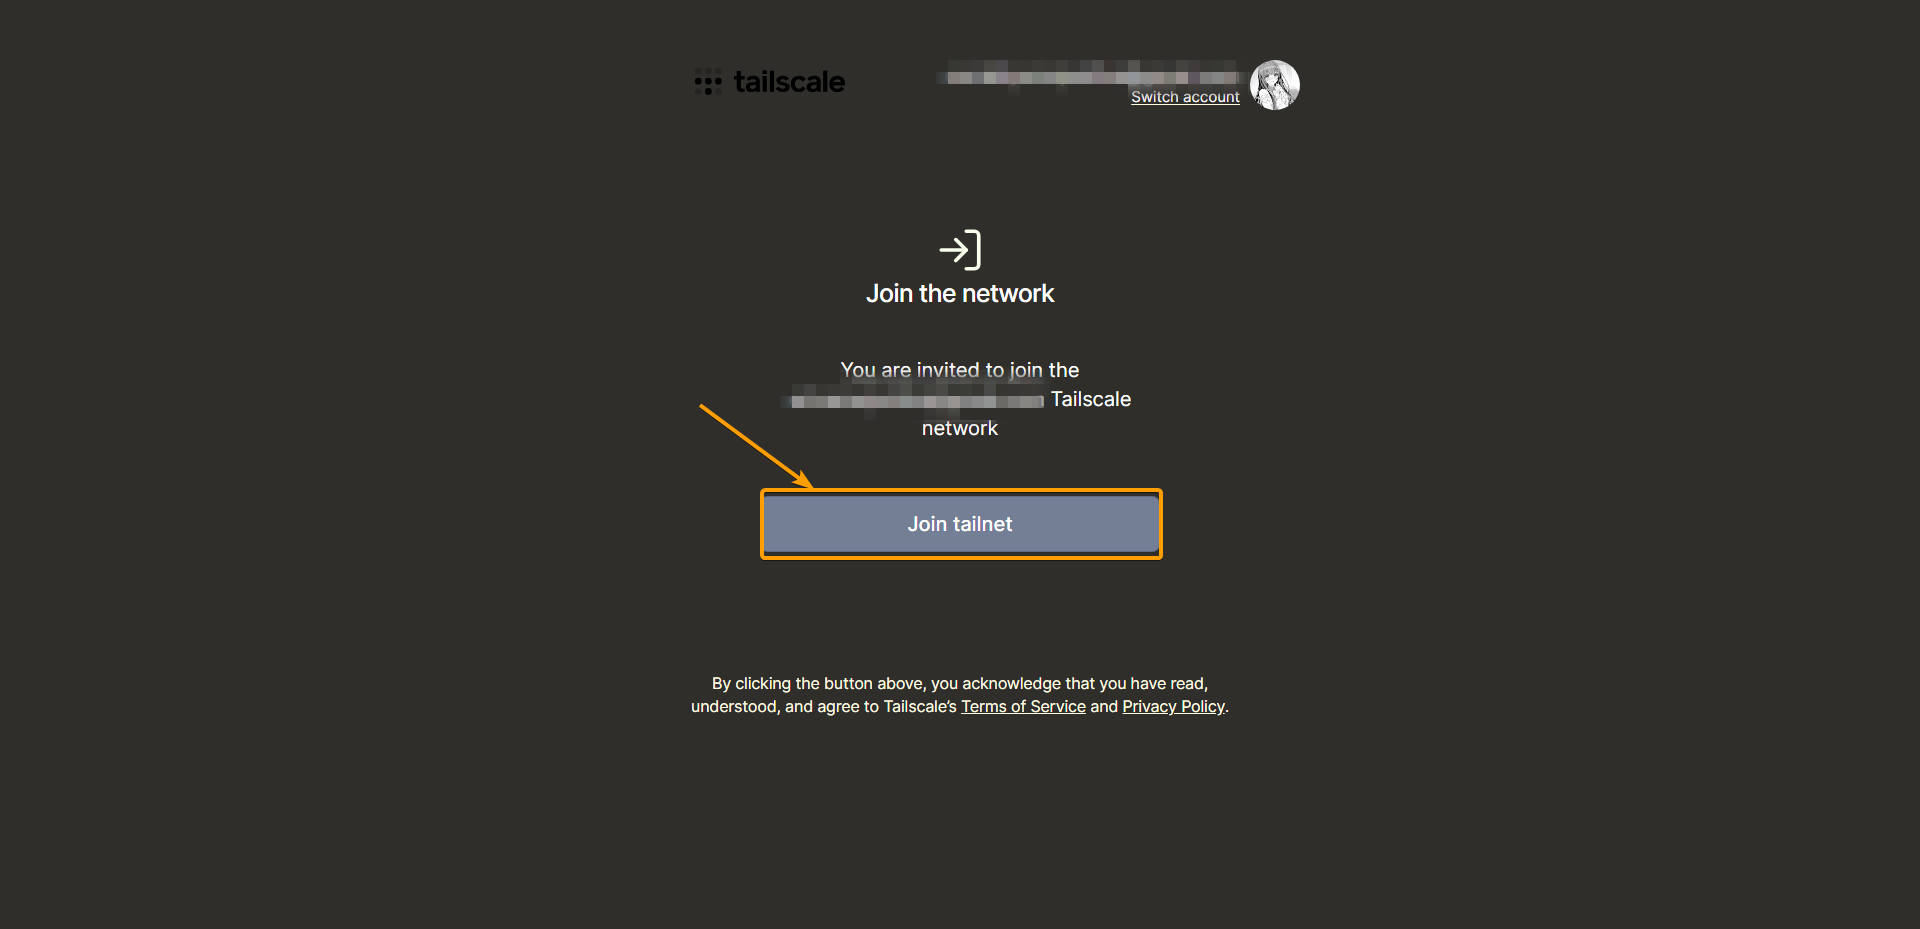 tailscale
Switch account
Join the network
You are invited to join the
Tailscale
network
Join tailnet
By clicking the button above, you acknowledge that you have read,
understood, and agree to Tailscale’s Terms of Service and Privacy Policy.